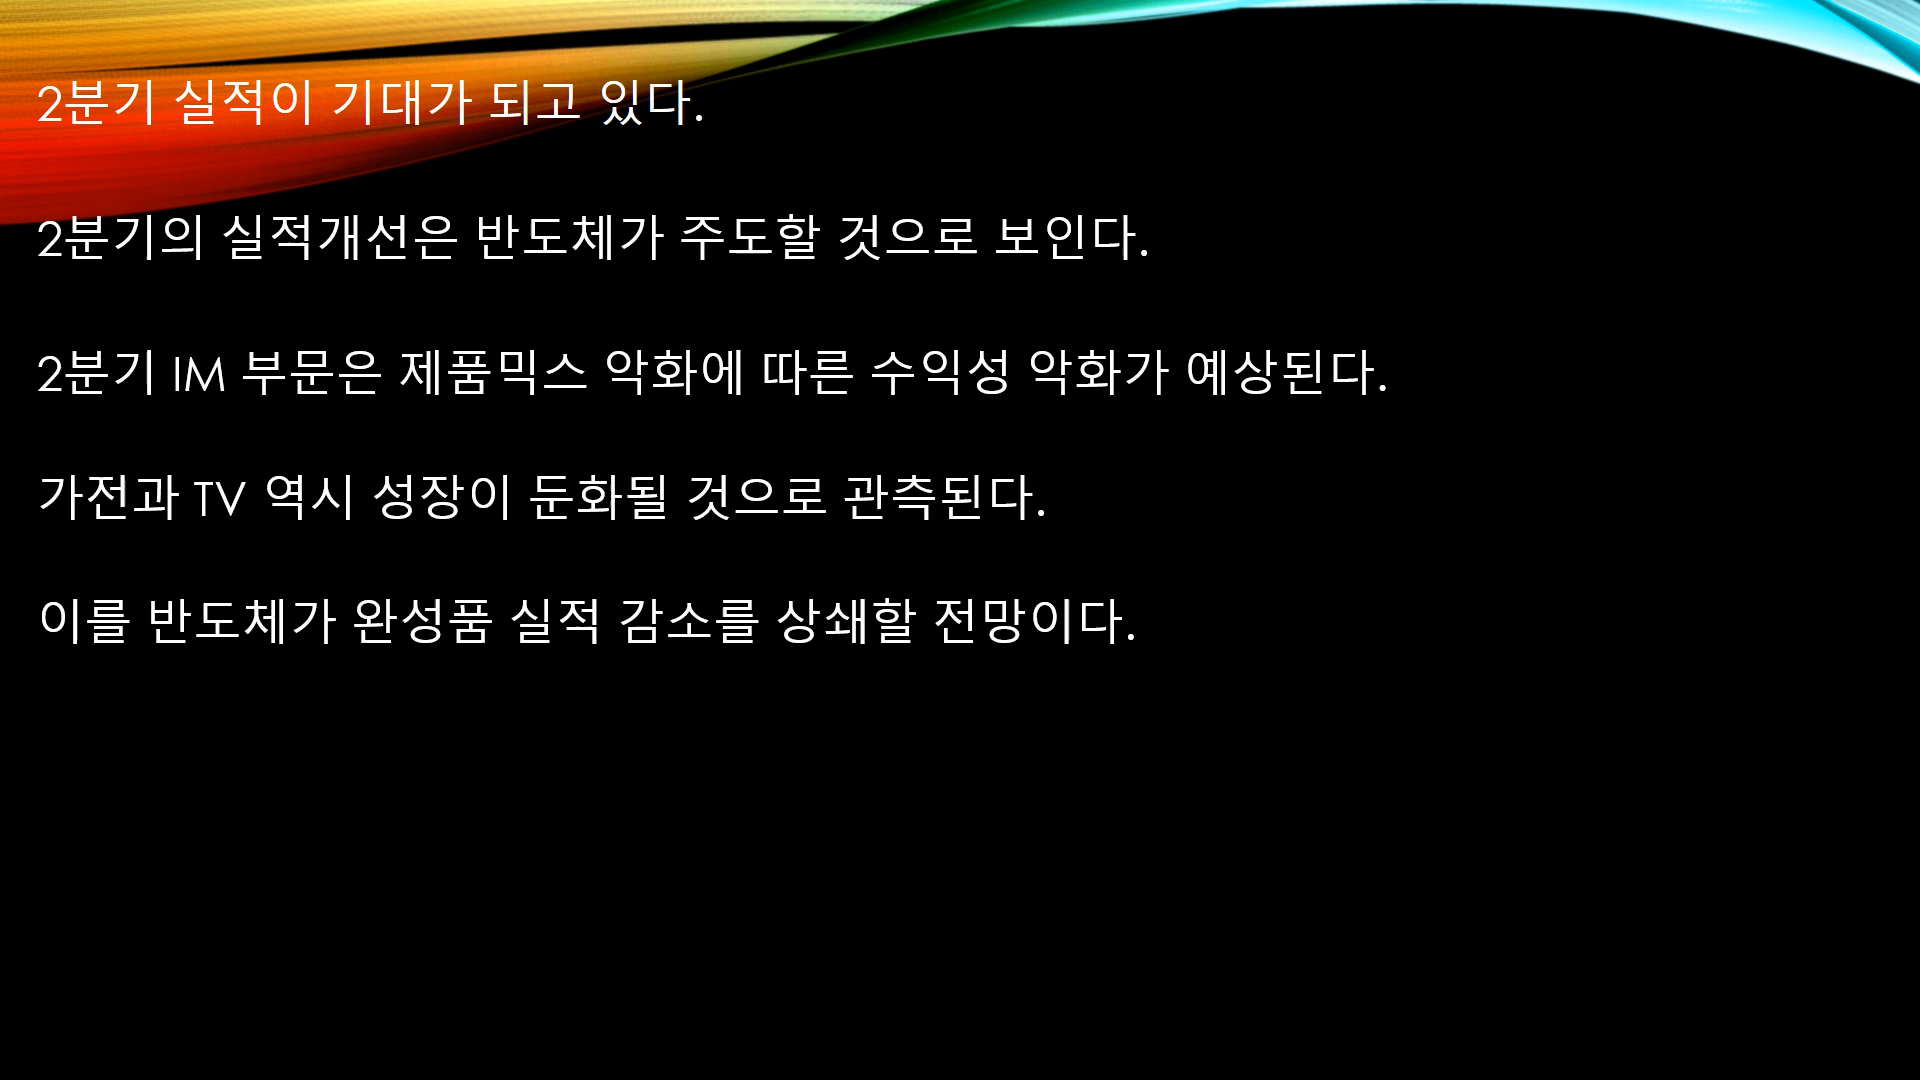 2분기 실적이 기대가 되고 있다.
2분기의 실적개선은 반도체가 주도할 것으로 보인다.
2분기 IM 부문은 제품믹스 악화에 따른 수익성 악화가 예상된다.
가전과 TV 역시 성장이 둔화될 것으로 관측된다.
이를 반도체가 완성품 실적 감소를 상쇄할 전망이다.